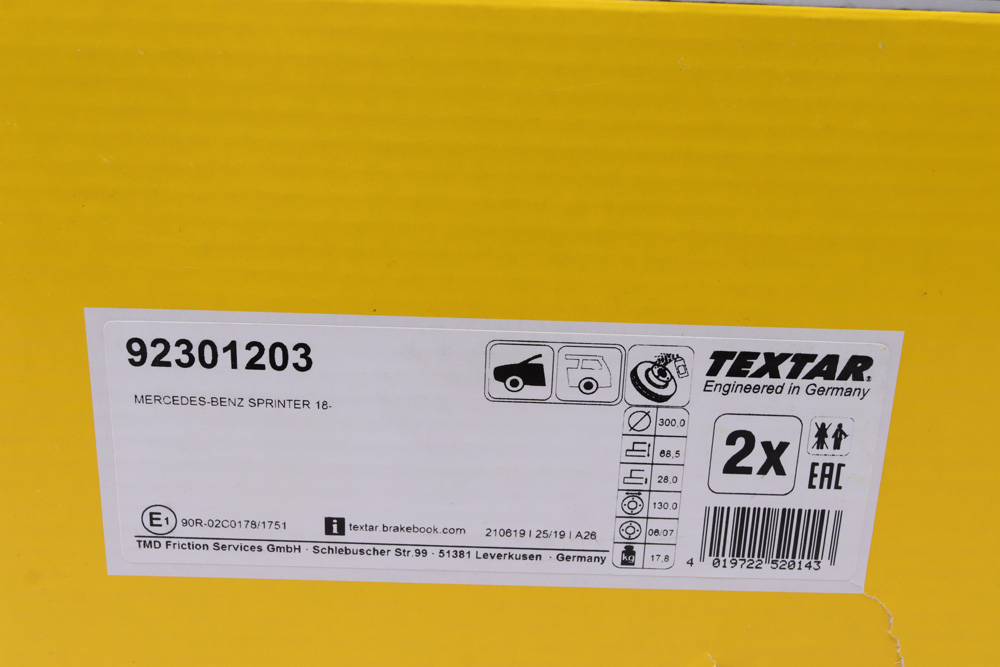 92301203
MERCEDES-BENZ SPRINTER 18-
TEXTAR®
Engineered in Germany
300,0
68,5
28,0
130,0
06/07
kg 17,8
2x
EAC
E1 90R-02C0178/1751
i textar.brakebook.com
210619 I 25/19 I A26
TMD Friction Services GmbH · Schlebuscher Str.99 · 51381 Leverkusen · Germany
4 019722 520143